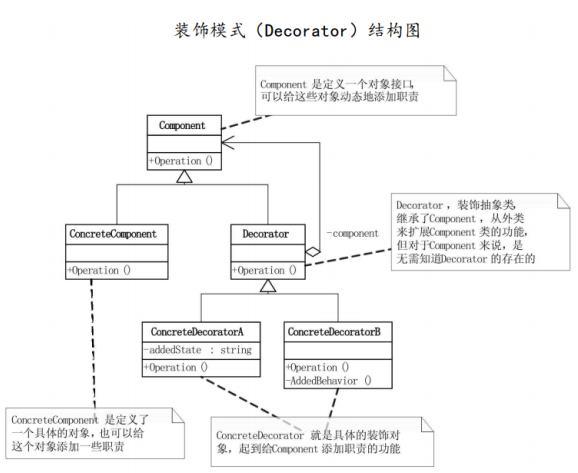 装饰模式（Decorator）结构图
Component 是定义一个对象接口，
可以给这些对象动态地添加职责
Component
+Operation ()
Decorator ，装饰抽象类，
继承了Component ，从外类
来扩展Component 类的功能，
但对于Component 来说，是
无需知道Decorator 的存在的
ConcreteComponent
+Operation ()
Decorator
+Operation ()
-component
ConcreteDecoratorA
-addedState : string
+Operation ()
ConcreteDecoratorB
+Operation ()
-AddedBehavior ()
ConcreteComponent 是定义了
一个具体的对象，也可以给
这个对象添加一些职责
ConcreteDecorator 就是具体的装饰对
象，起到给Component 添加职责的功能